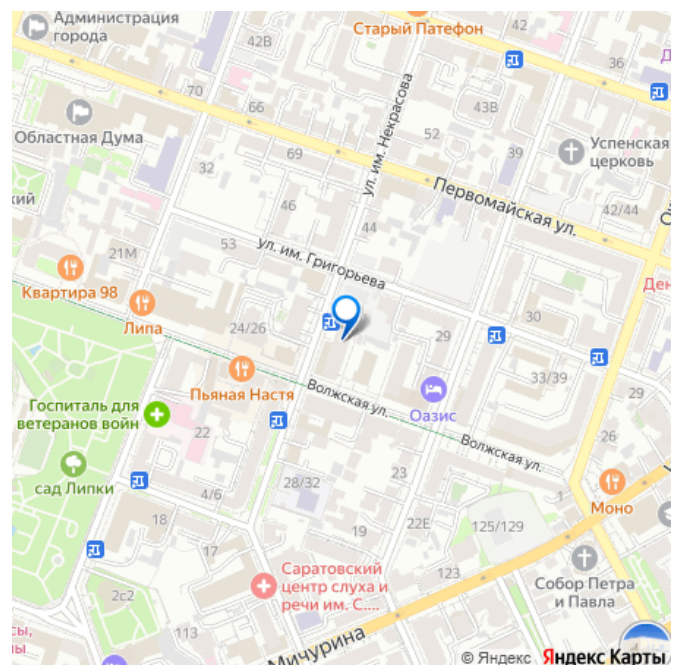 Администрация
города
42В
Старый Патефон
42
36
70
66
43В
Областная Дума
ул. им. Некрасова
52
Успенская
церковь
69
39
32
Первомайская ул.
кий
46
42/44
44
21М
53
ул. им. Григорьева
Ден
Квартира 98
Липа
24/26
30
29
Пьяная Настя
33/39
Оазис
29
Волжская ул.
Госпиталь для
ветеранов войн
22
Волжская ул.
26
сад Липки
23
28/32
4/6
1
Моно
18
22Е
125/129
19
17
Саратовский
центр слуха и
речи им. С....
123
Собор Петра
и Павла
2с2
113
сы,
ны
Мичурина
© Яндекс Яндекс Карты